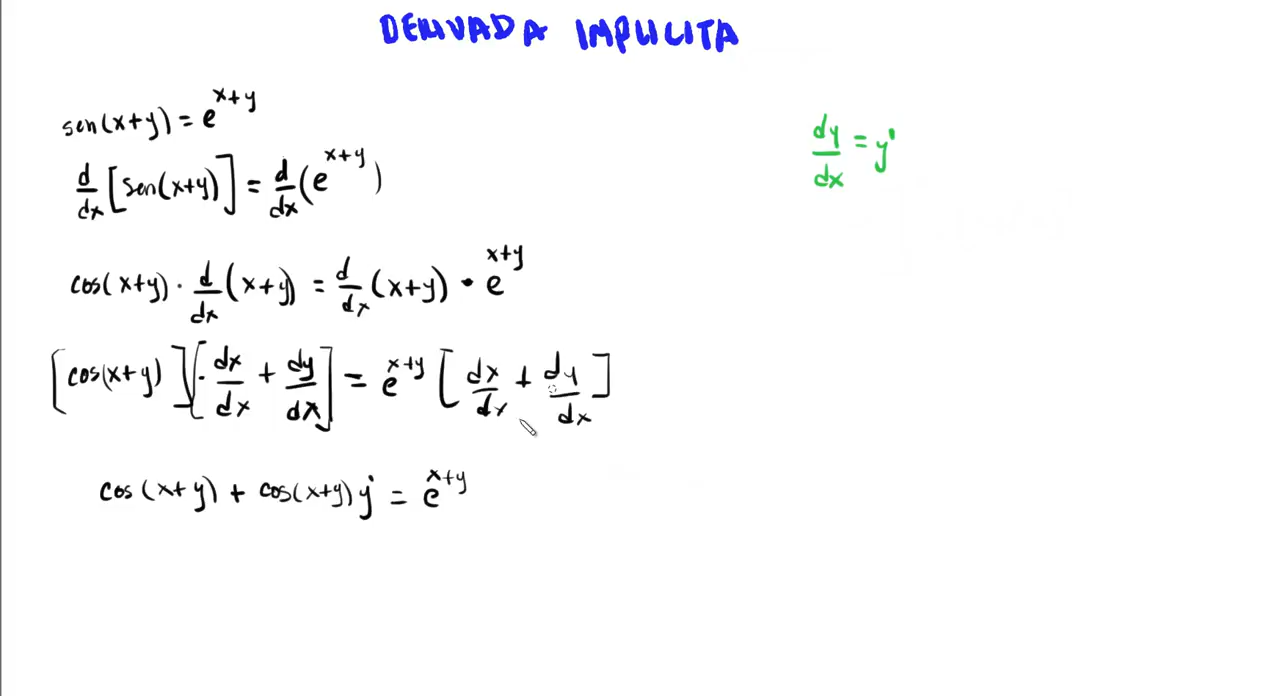 DERIVADA IMPLICITA
sen(x+y) = e^{x+y}
dy/dx = y'
d/dx [sen(x+y)] = d/dx (e^{x+y})
cos(x+y) · d/dx (x+y) = d/dx (x+y) · e^{x+y}
[cos(x+y)] [· dx/dx + dy/dx] = e^{x+y} [dx/dx + dy/dx]
cos(x+y) + cos(x+y) y' = e^{x+y}